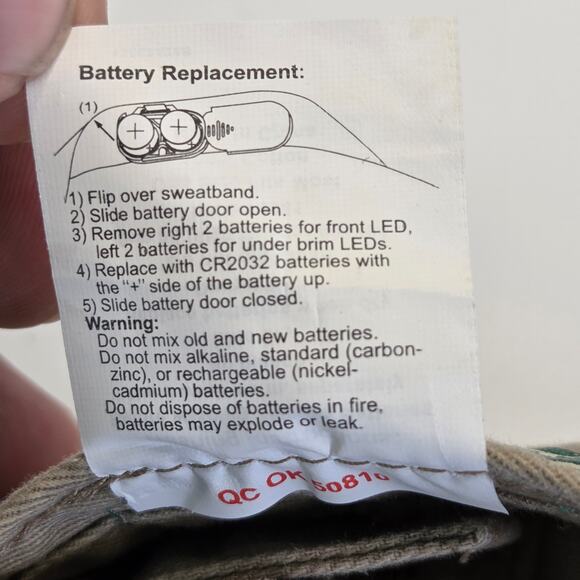 Battery Replacement:
(1)
+ +
1) Flip over sweatband.
2) Slide battery door open.
3) Remove right 2 batteries for front LED,
left 2 batteries for under brim LEDs.
4) Replace with CR2032 batteries with
the "+" side of the battery up.
5) Slide battery door closed.
Warning:
Do not mix old and new batteries.
Do not mix alkaline, standard (carbon-
zinc), or rechargeable (nickel-
cadmium) batteries.
Do not dispose of batteries in fire,
batteries may explode or leak.
QC OK